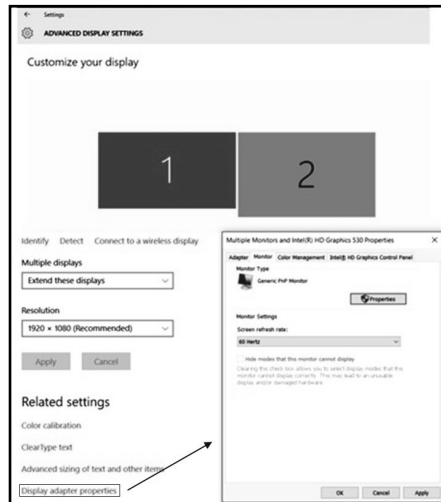 Settings
ADVANCED DISPLAY SETTINGS
Customize your display
1
2
Identify Detect Connect to a wireless display
Multiple displays
Extend these displays
Resolution
1920 × 1080 (Recommended)
Apply Cancel
Related settings
Color calibration
ClearType text
Advanced sizing of text and other items
Display adapter properties
Multiple Monitors and Intel(R) HD Graphics 530 Properties
Adapter Monitor Color Management Intel® HD Graphics Control Panel
Monitor Type
Generic PnP Monitor
Properties
Monitor Settings
Screen refresh rate:
60 Hertz
Hide modes that this monitor cannot display
Clearing this check box allows you to select display modes that this
monitor cannot display correctly. This may lead to an unusable
display and/or damaged hardware.
OK Cancel Apply